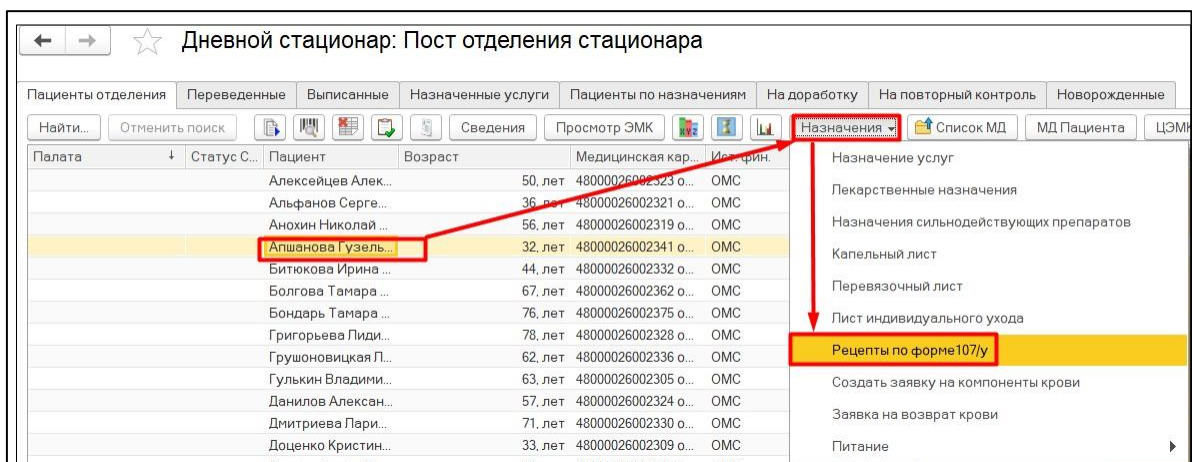 Дневной стационар: Пост отделения стационара
Пациенты отделения Переведенные Выписанные Назначенные услуги Пациенты по назначениям На доработку На повторный контроль Новорожденные
Найти... Отменить поиск Сведения Просмотр ЭМК Назначения Список МД МД Пациента ЦЭМК
Палата ↓ Статус С... Пациент Возраст Медицинская кар... Ист. фин.
Алексейцев Алек... 50, лет 48000026002323 о... ОМС
Альфанов Серге... 36, лет 48000026002321 о... ОМС
Анохин Николай ... 56, лет 48000026002319 о... ОМС
Апшанова Гузель... 32, лет 48000026002341 о... ОМС
Битюкова Ирина ... 44, лет 48000026002332 о... ОМС
Болгова Тамара ... 67, лет 48000026002362 о... ОМС
Бондарь Тамара ... 76, лет 48000026002375 о... ОМС
Григорьева Лиди... 78, лет 48000026002328 о... ОМС
Грушоновицкая Л... 62, лет 48000026002336 о... ОМС
Гулькин Владими... 63, лет 48000026002305 о... ОМС
Данилов Алексан... 57, лет 48000026002324 о... ОМС
Дмитриева Лари... 71, лет 48000026002330 о... ОМС
Доценко Кристин... 33, лет 48000026002309 о... ОМС
Назначение услуг
Лекарственные назначения
Назначения сильнодействующих препаратов
Капельный лист
Перевязочный лист
Лист индивидуального ухода
Рецепты по форме107/у
Создать заявку на компоненты крови
Заявка на возврат крови
Питание